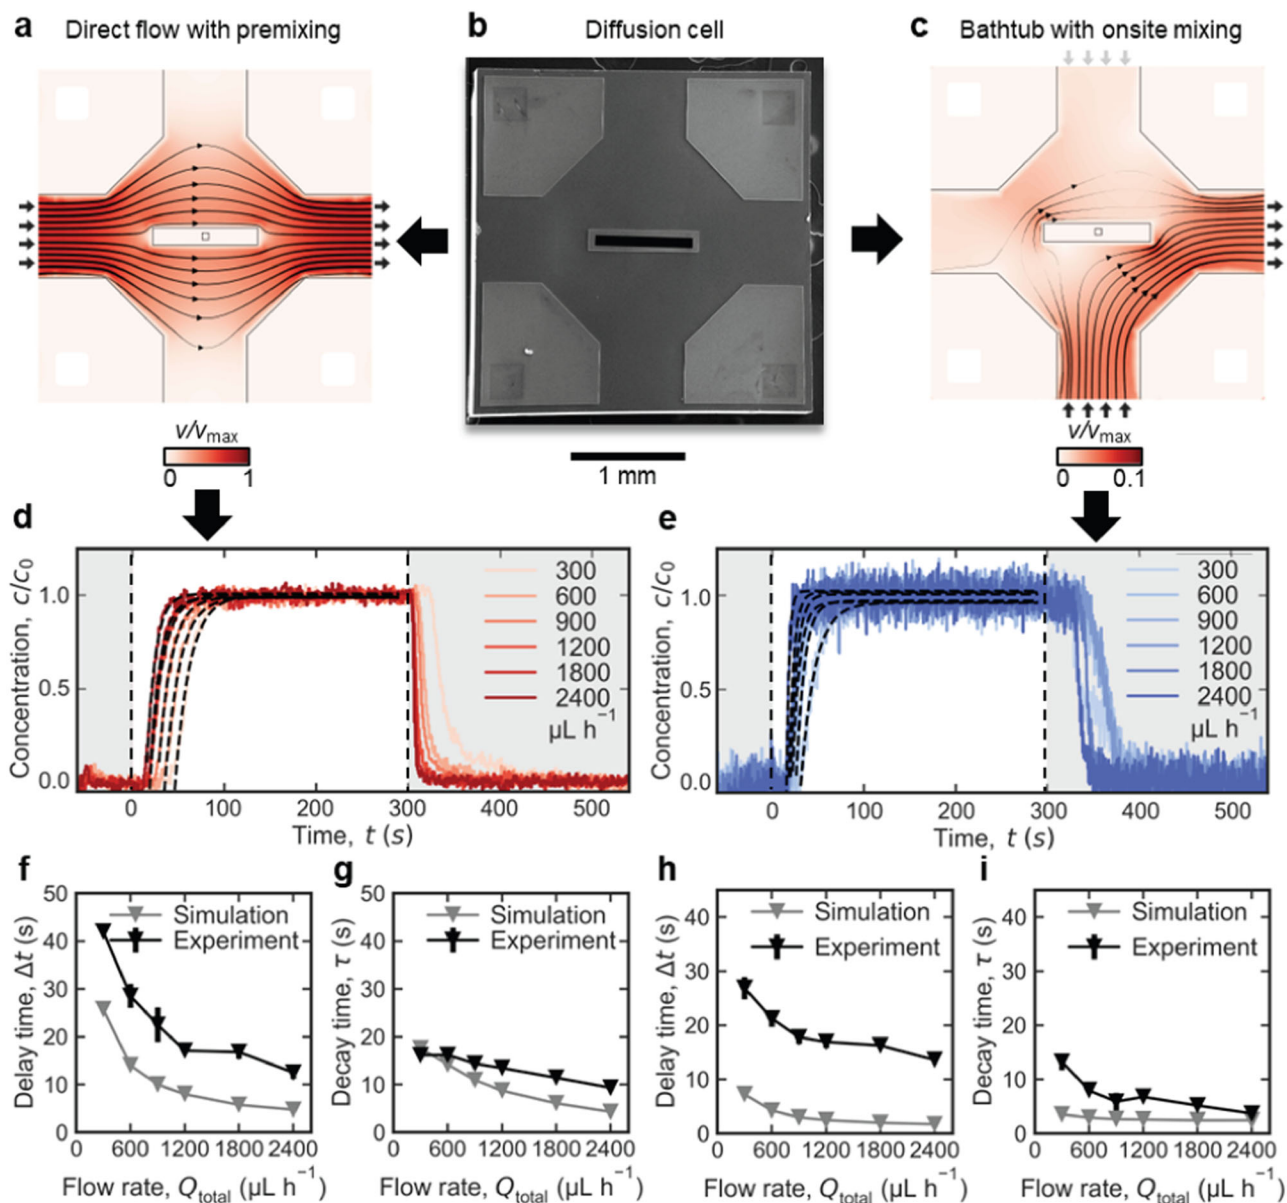 a Direct flow with premixing
b Diffusion cell
c Bathtub with onsite mixing
v/vmax
0 1
1 mm
v/vmax
0 0.1
d
Concentration, c/c0
1.0
0.5
0.0
300
600
900
1200
1800
2400
µL h−1
0 100 200 300 400 500
Time, t (s)
e
Concentration, c/c0
1.0
0.5
0.0
300
600
900
1200
1800
2400
µL h−1
0 100 200 300 400 500
Time, t (s)
f
Delay time, Δt (s)
50
40
30
20
10
0
Simulation
Experiment
0 600 1200 1800 2400
Flow rate, Qtotal (µL h−1)
g
Decay time, τ (s)
50
40
30
20
10
0
Simulation
Experiment
0 600 1200 1800 2400
Flow rate, Qtotal (µL h−1)
h
Delay time, Δt (s)
40
30
20
10
0
Simulation
Experiment
0 600 1200 1800 2400
Flow rate, Qtotal (µL h−1)
i
Decay time, τ (s)
40
30
20
10
0
Simulation
Experiment
0 600 1200 1800 2400
Flow rate, Qtotal (µL h−1)